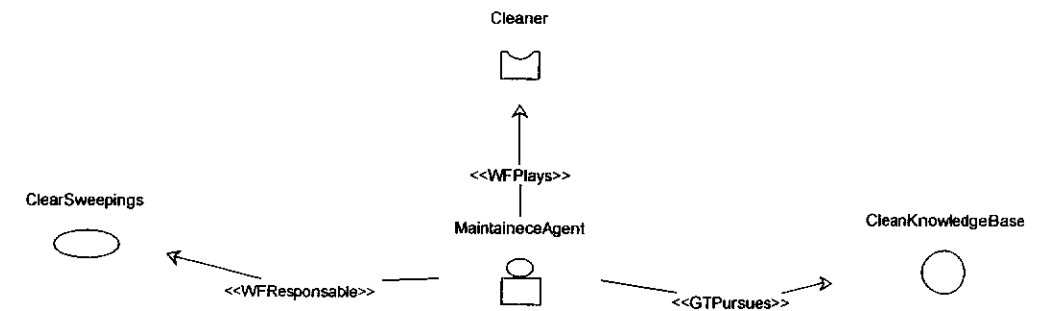 Cleaner
<<WFPlays>>
ClearSweepings
MaintaineceAgent
CleanKnowledgeBase
<<WFResponsable>>
<<GTPursues>>